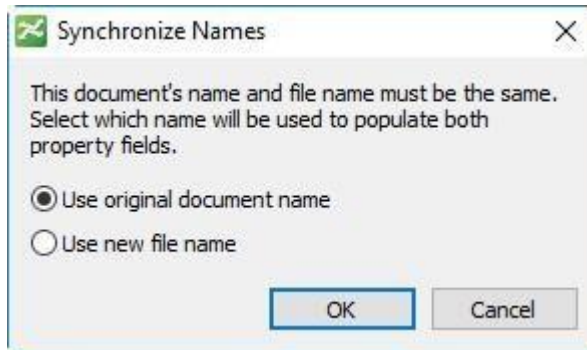 Synchronize Names
This document's name and file name must be the same.
Select which name will be used to populate both
property fields.
Use original document name
Use new file name
OK Cancel